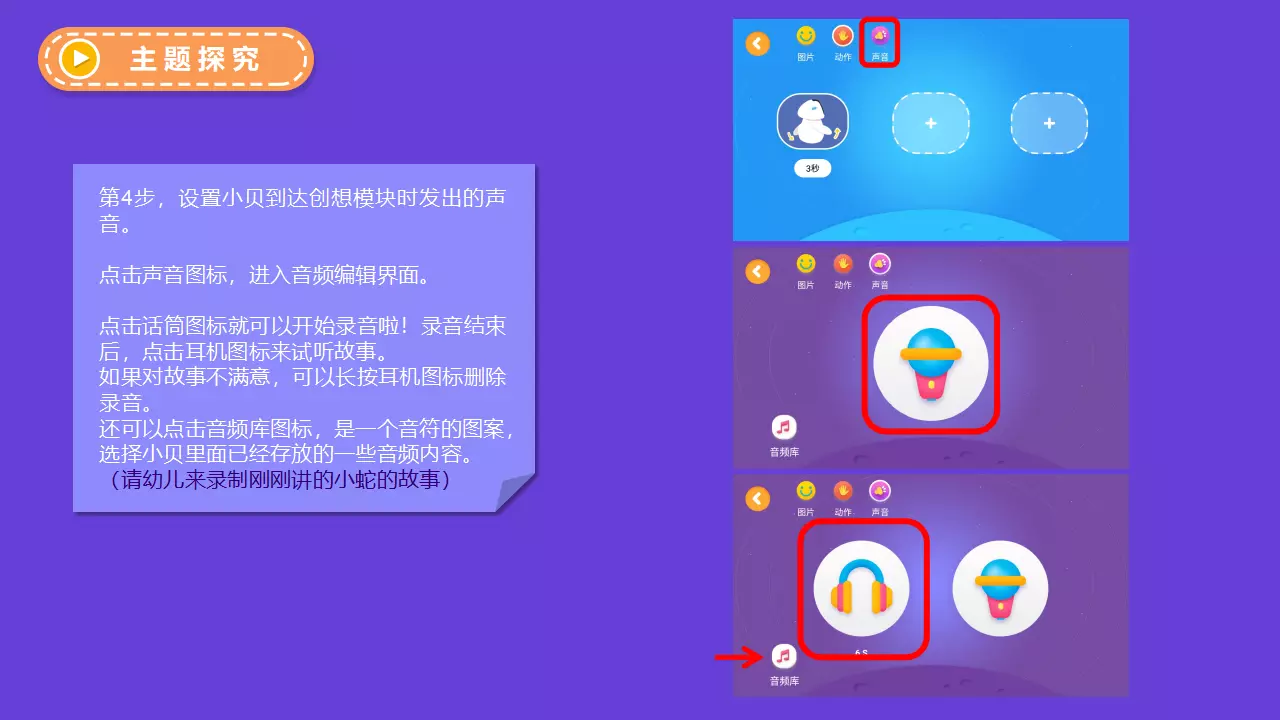 主题探究
第4步，设置小贝到达创想模块时发出的声
音。
点击声音图标，进入音频编辑界面。
点击话筒图标就可以开始录音啦！录音结束
后，点击耳机图标来试听故事。
如果对故事不满意，可以长按耳机图标删除
录音。
还可以点击音频库图标，是一个音符的图案，
选择小贝里面已经存放的一些音频内容。
（请幼儿来录制刚刚讲的小蛇的故事）
图片 动作 声音
+ +
3秒
图片 动作 声音
音频库
图片 动作 声音
6 S
音频库